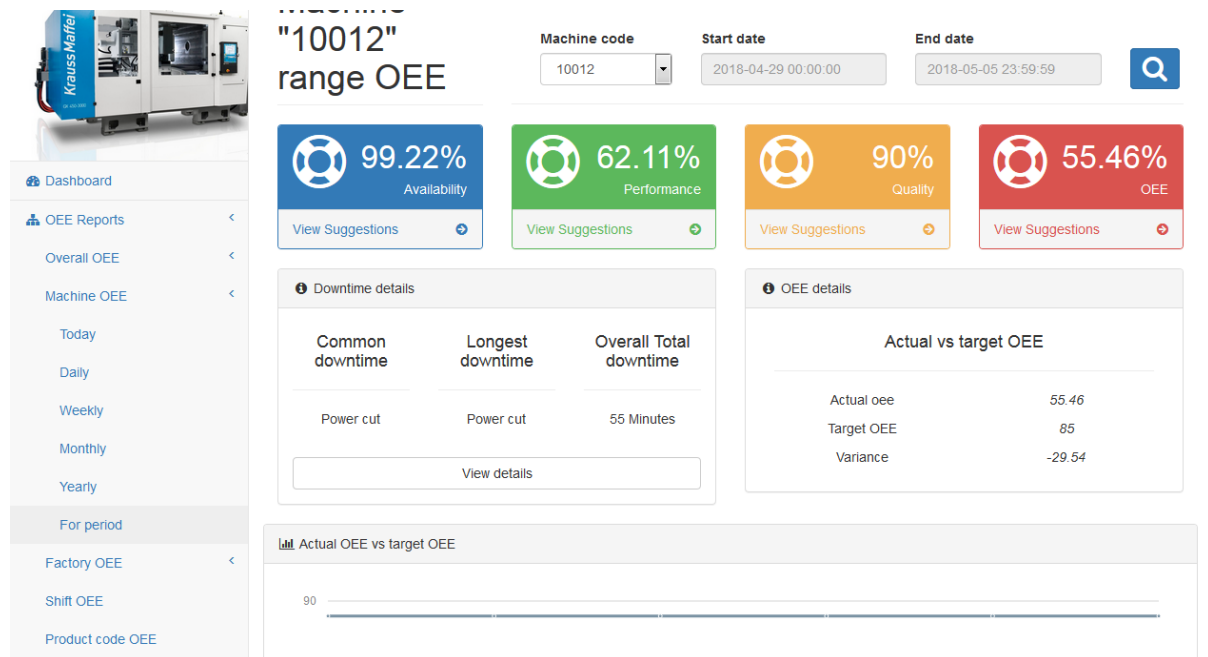 Krauss Maffei
Dashboard
OEE Reports
Overall OEE
Machine OEE
Today
Daily
Weekly
Monthly
Yearly
For period
Factory OEE
Shift OEE
Product code OEE
"10012"
range OEE
Machine code
10012
Start date
2018-04-29 00:00:00
End date
2018-05-05 23:59:59
99.22%
Availability
View Suggestions
62.11%
Performance
View Suggestions
90%
Quality
View Suggestions
55.46%
OEE
View Suggestions
Downtime details
Common
downtime
Longest
downtime
Overall Total
downtime
Power cut
Power cut
55 Minutes
View details
OEE details
Actual vs target OEE
Actual oee 55.46
Target OEE 85
Variance -29.54
Actual OEE vs target OEE
90